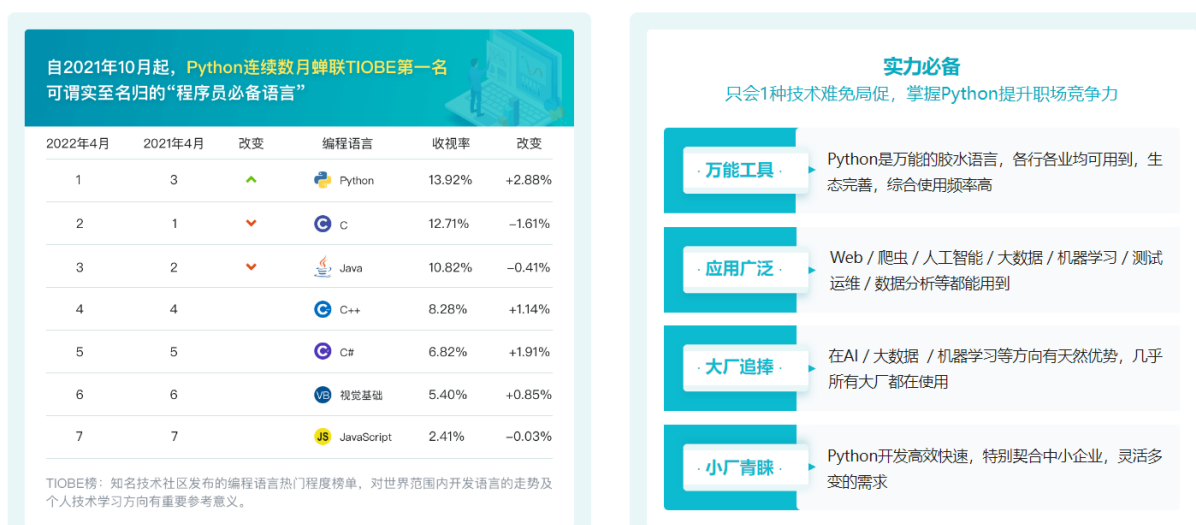 自2021年10月起，Python连续数月蝉联TIOBE第一名
可谓实至名归的“程序员必备语言”
2022年4月 2021年4月 改变 编程语言 收视率 改变
1 3 Python 13.92% +2.88%
2 1 C C 12.71% −1.61%
3 2 Java 10.82% −0.41%
4 4 C C++ 8.28% +1.14%
5 5 C C# 6.82% +1.91%
6 6 VB 视觉基础 5.40% +0.85%
7 7 JS JavaScript 2.41% −0.03%
TIOBE榜：知名技术社区发布的编程语言热门程度榜单，对世界范围内开发语言的走势及
个人技术学习方向有重要参考意义。
实力必备
只会1种技术难免局促，掌握Python提升职场竞争力
· 万能工具 ·
Python是万能的胶水语言，各行各业均可用到，生
态完善，综合使用频率高
· 应用广泛 ·
Web / 爬虫 / 人工智能 / 大数据 / 机器学习 / 测试
运维 / 数据分析等都能用到
· 大厂追捧 ·
在AI / 大数据 / 机器学习等方向有天然优势，几乎
所有大厂都在使用
· 小厂青睐 ·
Python开发高效快速，特别契合中小企业，灵活多
变的需求